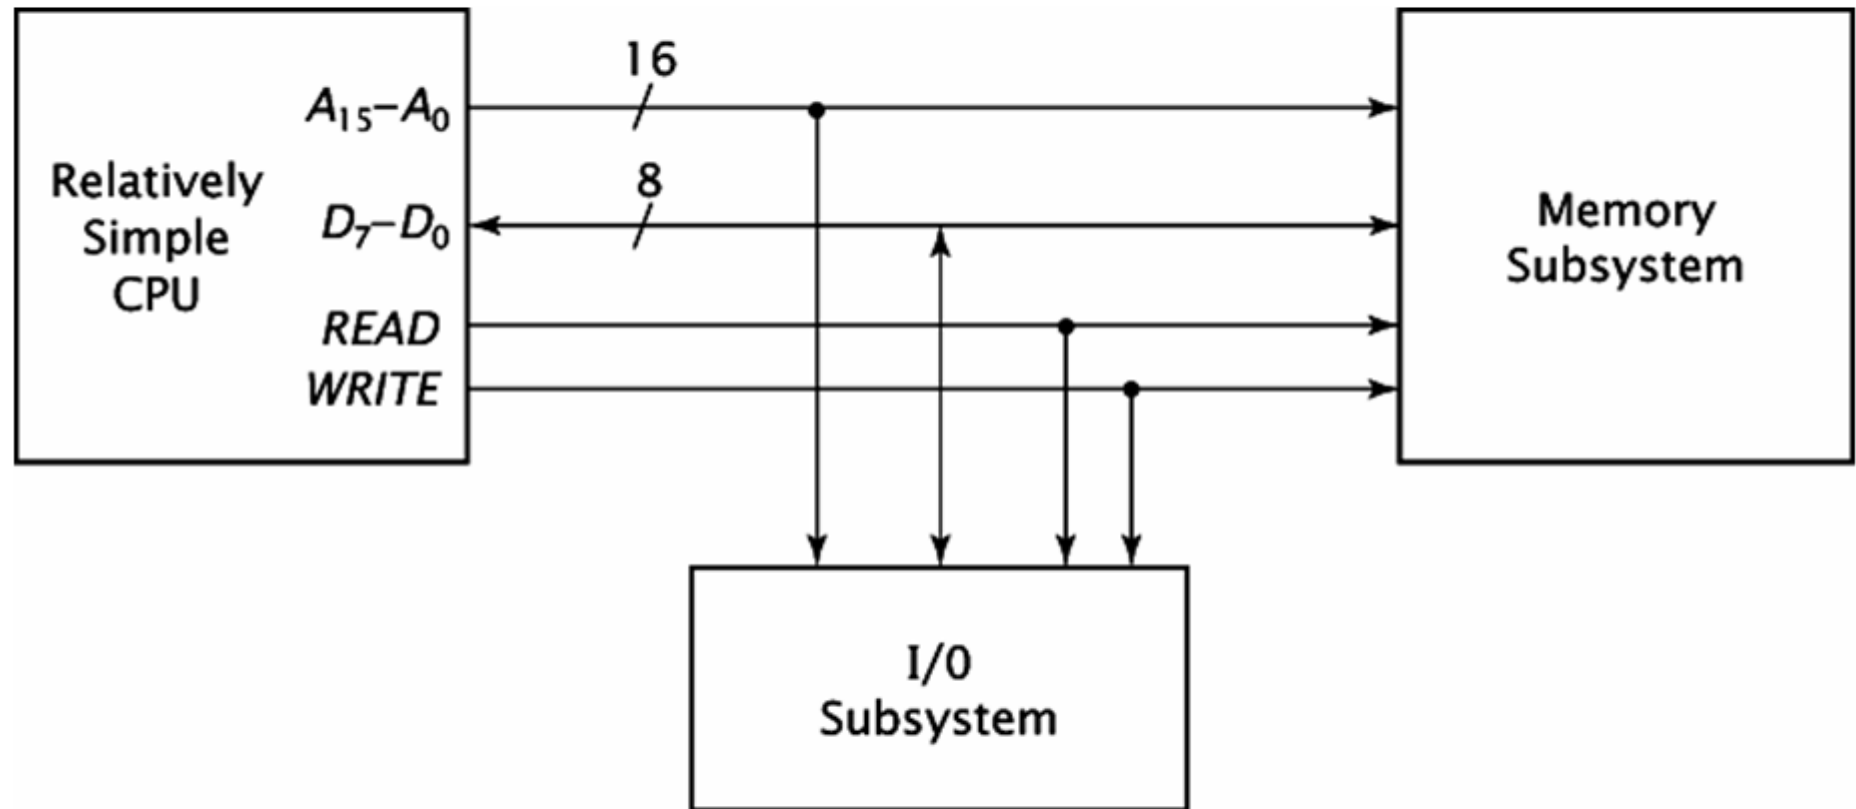 16
A₁₅–A₀
8
Relatively
Simple
CPU
D₇–D₀
READ
WRITE
Memory
Subsystem
I/0
Subsystem